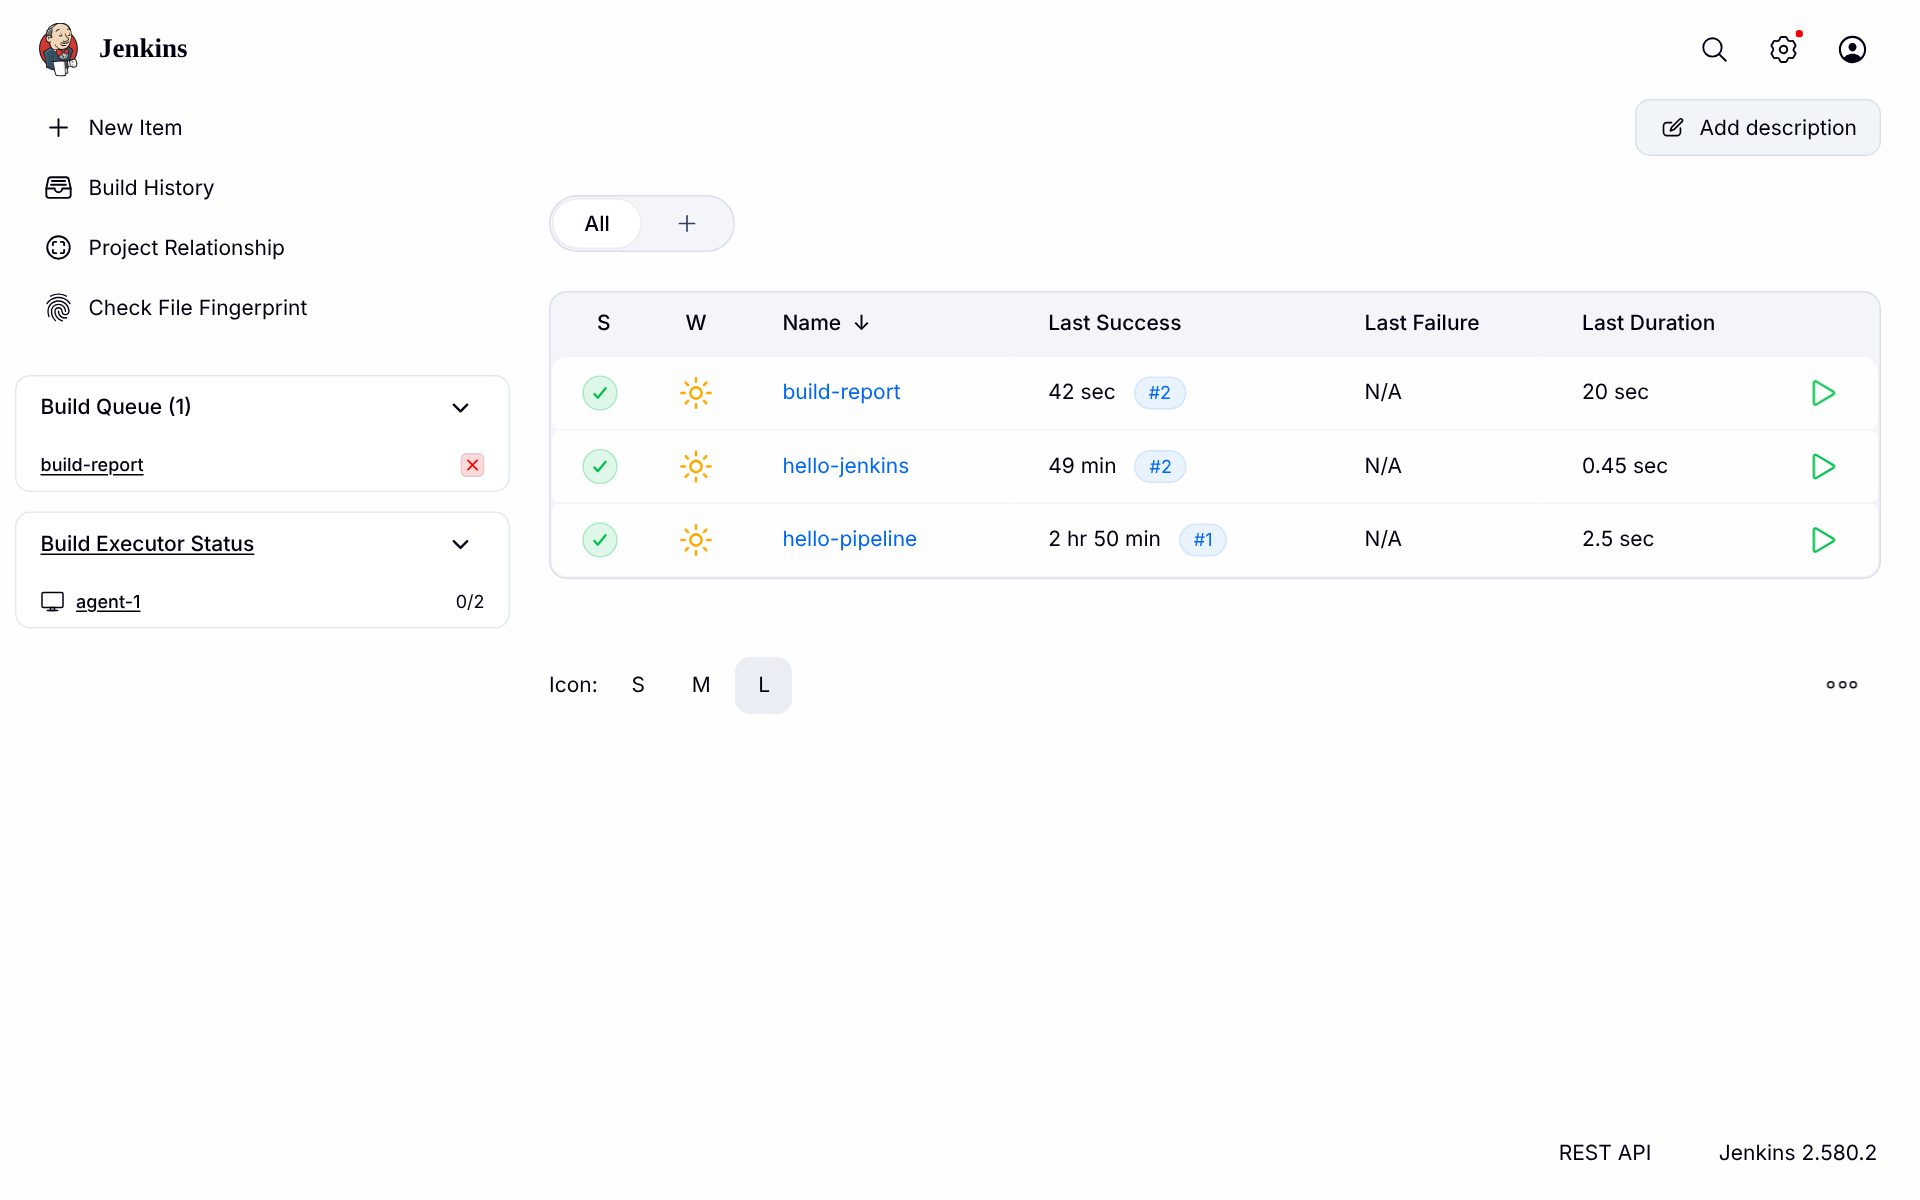 Jenkins
New Item
Build History
Project Relationship
Check File Fingerprint
Build Queue (1)
build-report
Build Executor Status
agent-1 0/2
Add description
All
S W Name Last Success Last Failure Last Duration
build-report 42 sec #2 N/A 20 sec
hello-jenkins 49 min #2 N/A 0.45 sec
hello-pipeline 2 hr 50 min #1 N/A 2.5 sec
Icon: S M L
REST API Jenkins 2.580.2